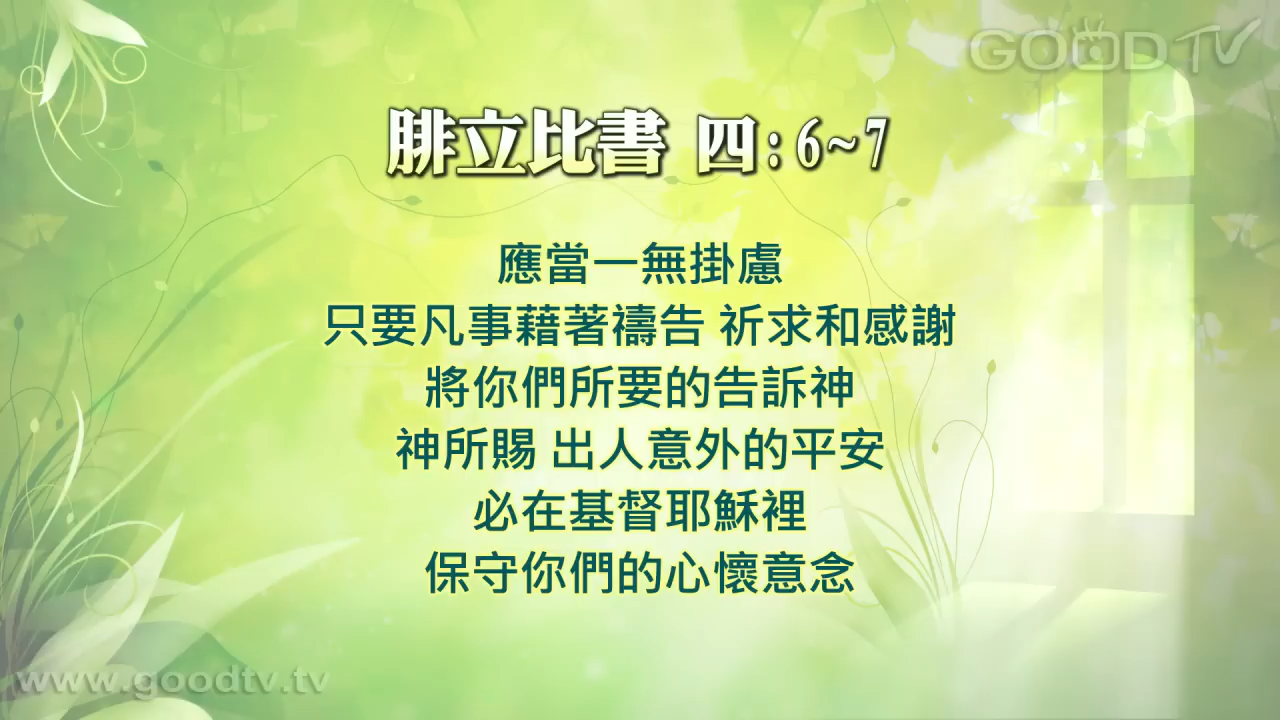 GOOD TV
腓立比書 四:6~7
應當一無掛慮
只要凡事藉著禱告 祈求和感謝
將你們所要的告訴神
神所賜 出人意外的平安
必在基督耶穌裡
保守你們的心懷意念
www.goodtv.tv